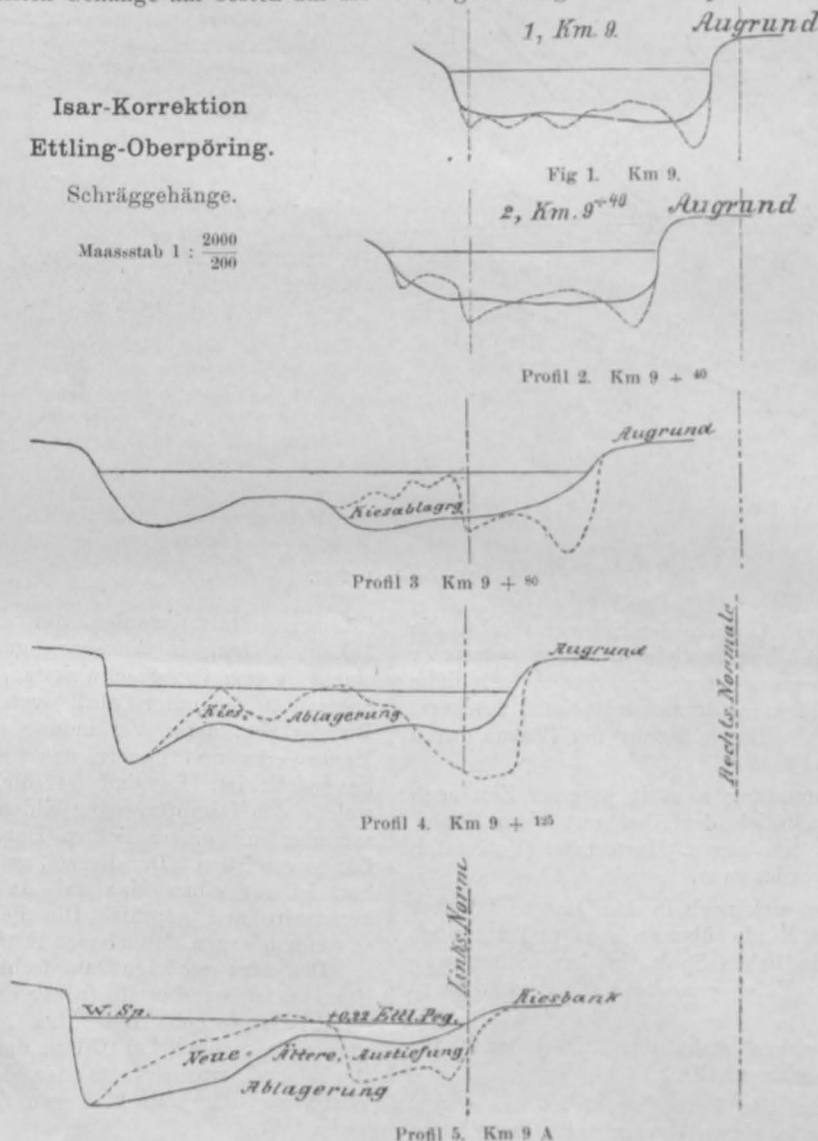 1, Km. 9.
Augrund
Isar-Korrektion
Ettling-Oberpöring.
Schräggehänge.
Maassstab 1 : 2000/200
Fig 1. Km 9.
2, Km. 9+40
Augrund
Profil 2. Km 9 + 40
Augrund
Kiesablagrg
Profil 3 Km 9 + 80
Rechts Normale
Augrund
Kies. Ablagerung
Profil 4. Km 9 + 125
Links Norm
W. Sp.
+0.22 Ettl. Peg.
Kiesbank
Neue. Ältere. Austiefung
Ablagerung
Profil 5. Km 9 A